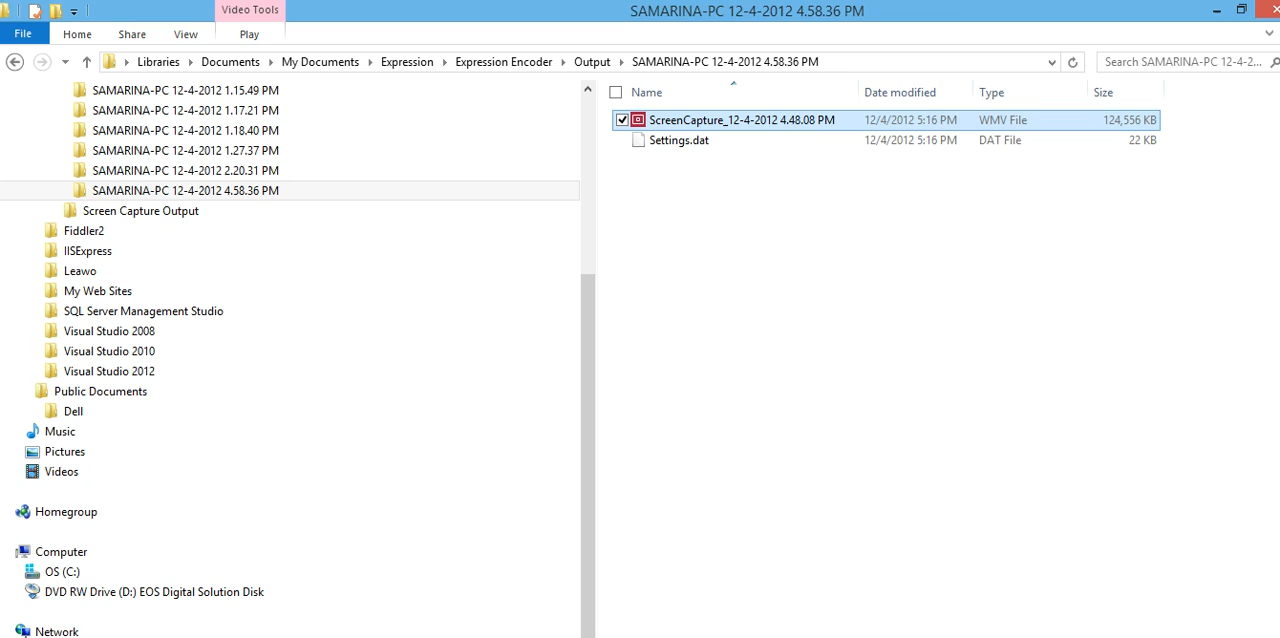 Video Tools
SAMARINA-PC 12-4-2012 4.58.36 PM
File Home Share View Play
Libraries Documents My Documents Expression Expression Encoder Output SAMARINA-PC 12-4-2012 4.58.36 PM
Search SAMARINA-PC 12-4-2...
SAMARINA-PC 12-4-2012 1.15.49 PM
SAMARINA-PC 12-4-2012 1.17.21 PM
SAMARINA-PC 12-4-2012 1.18.40 PM
SAMARINA-PC 12-4-2012 1.27.37 PM
SAMARINA-PC 12-4-2012 2.20.31 PM
SAMARINA-PC 12-4-2012 4.58.36 PM
Screen Capture Output
Fiddler2
IISExpress
Leawo
My Web Sites
SQL Server Management Studio
Visual Studio 2008
Visual Studio 2010
Visual Studio 2012
Public Documents
Dell
Music
Pictures
Videos
Homegroup
Computer
OS (C:)
DVD RW Drive (D:) EOS Digital Solution Disk
Network
Name Date modified Type Size
ScreenCapture_12-4-2012 4.48.08 PM 12/4/2012 5:16 PM WMV File 124,556 KB
Settings.dat 12/4/2012 5:16 PM DAT File 22 KB